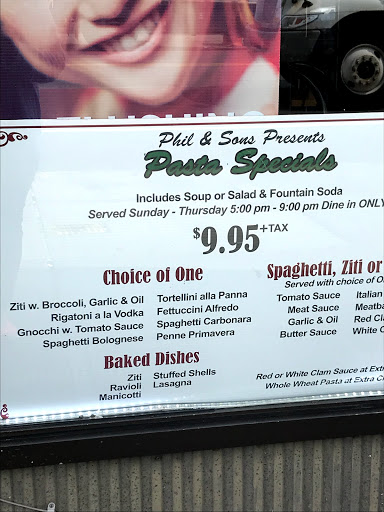 Phil & Sons Presents
Pasta Specials
Includes Soup or Salad & Fountain Soda
Served Sunday - Thursday 5:00 pm - 9:00 pm Dine in ONLY
$9.95+TAX
Choice of One
Ziti w. Broccoli, Garlic & Oil
Rigatoni a la Vodka
Gnocchi w. Tomato Sauce
Spaghetti Bolognese
Tortellini alla Panna
Fettuccini Alfredo
Spaghetti Carbonara
Penne Primavera
Spaghetti, Ziti or
Served with choice of
Tomato Sauce
Meat Sauce
Garlic & Oil
Butter Sauce
Italian
Red
White
Baked Dishes
Ziti
Ravioli
Manicotti
Stuffed Shells
Lasagna
Red or White Clam Sauce at
Whole Wheat Pasta at Extra